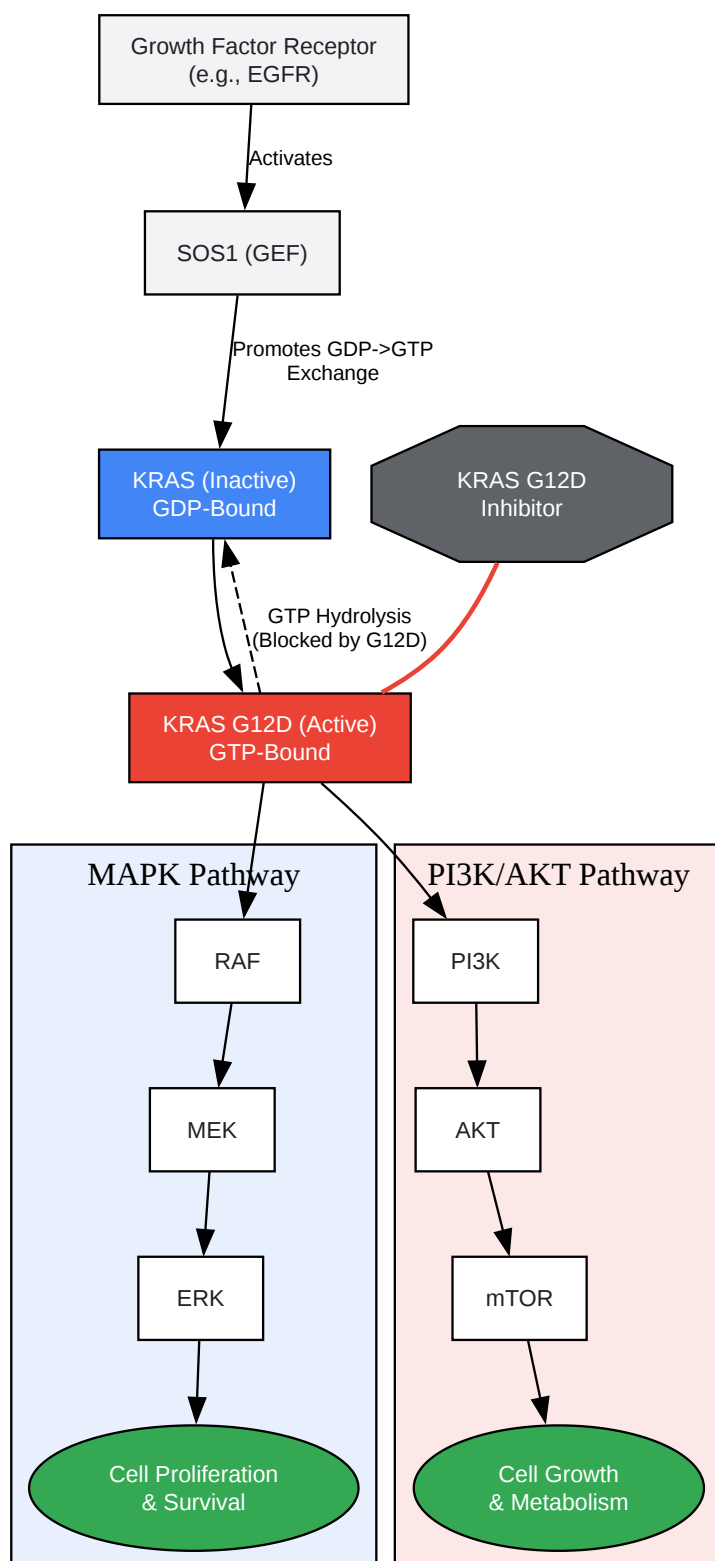 Growth Factor Receptor
(e.g., EGFR)
Activates
SOS1 (GEF)
Promotes GDP->GTP
Exchange
KRAS (Inactive)
GDP-Bound
KRAS G12D
Inhibitor
GTP Hydrolysis
(Blocked by G12D)
KRAS G12D (Active)
GTP-Bound
MAPK Pathway
RAF
MEK
ERK
Cell Proliferation
& Survival
PI3K/AKT Pathway
PI3K
AKT
mTOR
Cell Growth
& Metabolism